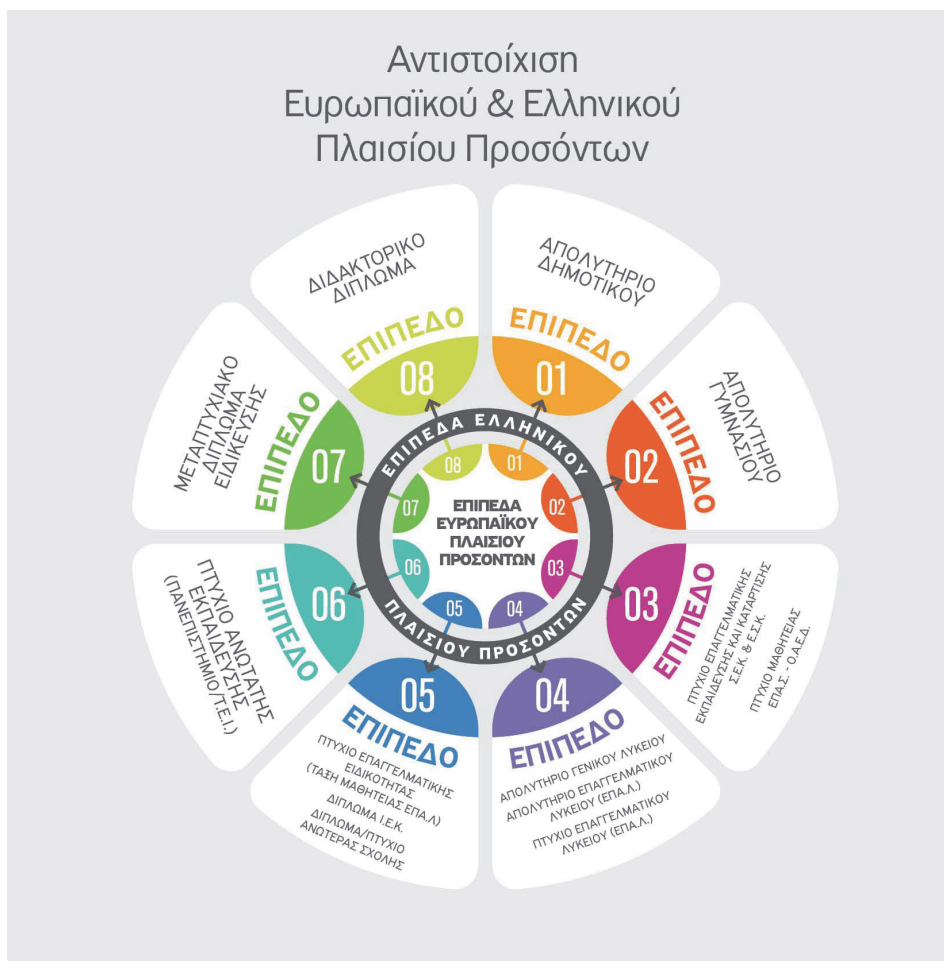 Αντιστοίχιση
Ευρωπαϊκού & Ελληνικού
Πλαισίου Προσόντων
ΑΠΟΛΥΤΗΡΙΟ
ΔΗΜΟΤΙΚΟΥ
ΕΠΙΠΕΔΟ
01
ΑΠΟΛΥΤΗΡΙΟ
ΓΥΜΝΑΣΙΟΥ
ΕΠΙΠΕΔΟ
02
ΠΤΥΧΙΟ ΕΠΑΓΓΕΛΜΑΤΙΚΗΣ
ΕΚΠΑΙΔΕΥΣΗΣ ΚΑΙ ΚΑΤΑΡΤΙΣΗΣ
Σ.Ε.Κ. & Ε.Σ.Κ.
ΠΤΥΧΙΟ ΜΑΘΗΤΕΙΑΣ
ΕΠΑ.Σ. - Ο.Α.Ε.Δ.
ΕΠΙΠΕΔΟ
03
04
ΕΠΙΠΕΔΟ
ΑΠΟΛΥΤΗΡΙΟ ΓΕΝΙΚΟΥ ΛΥΚΕΙΟΥ
ΑΠΟΛΥΤΗΡΙΟ ΕΠΑΓΓΕΛΜΑΤΙΚΟΥ
ΛΥΚΕΙΟΥ (ΕΠΑ.Λ.)
ΠΤΥΧΙΟ ΕΠΑΓΓΕΛΜΑΤΙΚΟΥ
ΛΥΚΕΙΟΥ (ΕΠΑ.Λ.)
05
ΕΠΙΠΕΔΟ
ΠΤΥΧΙΟ ΕΠΑΓΓΕΛΜΑΤΙΚΗΣ
ΕΙΔΙΚΟΤΗΤΑΣ
(ΤΑΞΗ ΜΑΘΗΤΕΙΑΣ ΕΠΑ.Λ)
ΔΙΠΛΩΜΑ Ι.Ε.Κ.
ΔΙΠΛΩΜΑ/ΠΤΥΧΙΟ
ΑΝΩΤΕΡΑΣ ΣΧΟΛΗΣ
06
ΕΠΙΠΕΔΟ
ΠΤΥΧΙΟ ΑΝΩΤΑΤΗΣ
ΕΚΠΑΙΔΕΥΣΗΣ
(ΠΑΝΕΠΙΣΤΗΜΙΟ/Τ.Ε.Ι.)
ΜΕΤΑΠΤΥΧΙΑΚΟ
ΔΙΠΛΩΜΑ
ΕΙΔΙΚΕΥΣΗΣ
ΕΠΙΠΕΔΟ
07
ΔΙΔΑΚΤΟΡΙΚΟ
ΔΙΠΛΩΜΑ
ΕΠΙΠΕΔΟ
08
ΕΠΙΠΕΔΑ ΕΛΛΗΝΙΚΟΥ
ΠΛΑΙΣΙΟΥ ΠΡΟΣΟΝΤΩΝ
01
02
03
04
05
06
07
08
ΕΠΙΠΕΔΑ
ΕΥΡΩΠΑΪΚΟΥ
ΠΛΑΙΣΙΟΥ
ΠΡΟΣΟΝΤΩΝ